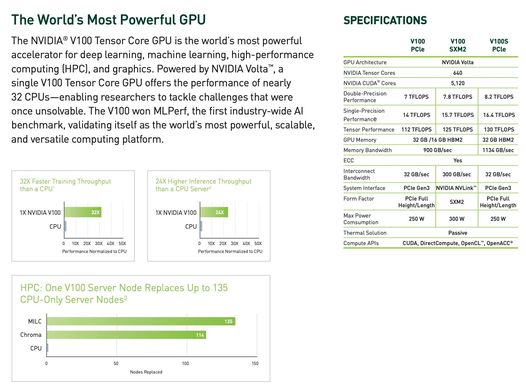 The World's Most Powerful GPU
The NVIDIA® V100 Tensor Core GPU is the world's most powerful
accelerator for deep learning, machine learning, high-performance
computing (HPC), and graphics. Powered by NVIDIA Volta™, a
single V100 Tensor Core GPU offers the performance of nearly
32 CPUs—enabling researchers to tackle challenges that were
once unsolvable. The V100 won MLPerf, the first industry-wide AI
benchmark, validating itself as the world's most powerful, scalable,
and versatile computing platform.
32X Faster Training Throughput
than a CPU¹
1X NVIDIA V100 32X
CPU
0 10X 20X 30X 40X 50X
Performance Normalized to CPU
24X Higher Inference Throughput
than a CPU Server²
1X NVIDIA V100 24X
CPU
0 10X 20X 30X 40X 50X
Performance Normalized to CPU
HPC: One V100 Server Node Replaces Up to 135
CPU-Only Server Nodes³
MILC 135
Chroma 114
CPU
0 50 100 150
Nodes Replaced
SPECIFICATIONS
V100 PCIe V100 SXM2 V100S PCIe
GPU Architecture NVIDIA Volta
NVIDIA Tensor Cores 640
NVIDIA CUDA® Cores 5,120
Double-Precision Performance 7 TFLOPS 7.8 TFLOPS 8.2 TFLOPS
Single-Precision Performance 14 TFLOPS 15.7 TFLOPS 16.4 TFLOPS
Tensor Performance 112 TFLOPS 125 TFLOPS 130 TFLOPS
GPU Memory 32 GB /16 GB HBM2 32 GB HBM2
Memory Bandwidth 900 GB/sec 1134 GB/sec
ECC Yes
Interconnect Bandwidth 32 GB/sec 300 GB/sec 32 GB/sec
System Interface PCIe Gen3 NVIDIA NVLink™ PCIe Gen3
Form Factor PCIe Full Height/Length SXM2 PCIe Full Height/Length
Max Power Comsumption 250 W 300 W 250 W
Thermal Solution Passive
Compute APIs CUDA, DirectCompute, OpenCL™, OpenACC®